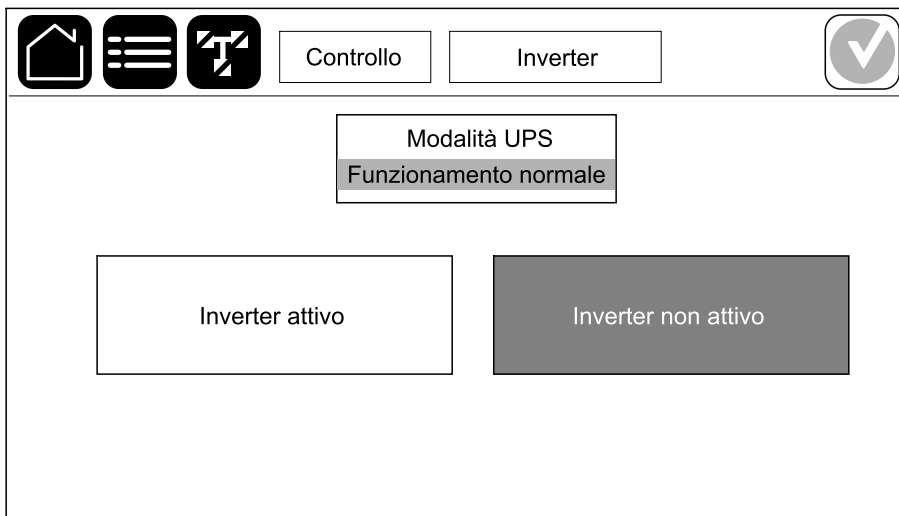 Controllo
Inverter
Modalità UPS
Funzionamento normale
Inverter attivo
Inverter non attivo